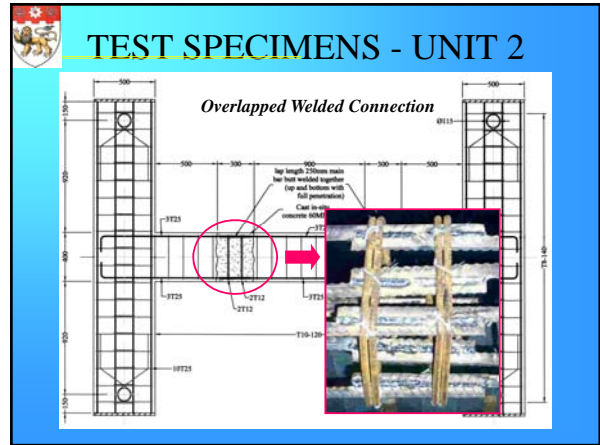 TEST SPECIMENS - UNIT 2
500
500
Overlapped Welded Connection
150
Ø115
500
300
900
300
500
920
lap length 250mm main
bar butt welded together
(up and bottom with
full penetration)
Cast in-situ
concrete 60M
3T25
400
T8-140
3T25
2T12
2T12
3T25
T10-120
920
10T25
150